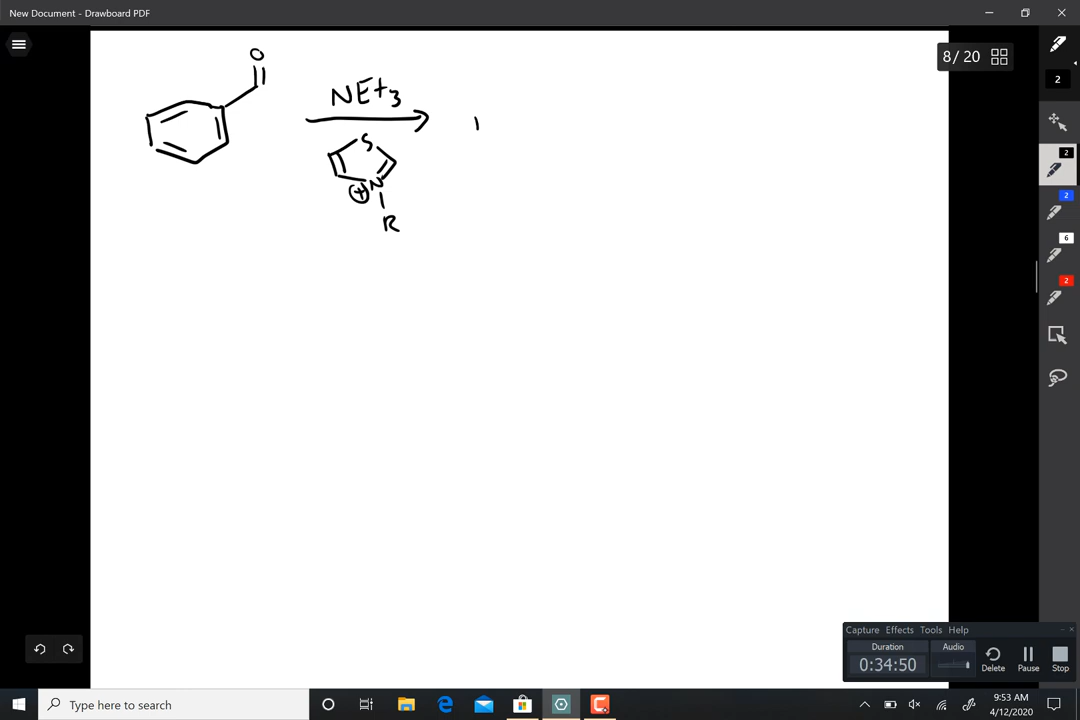 New Document - Drawboard PDF
8 / 20
O
NEt3
2
S
⊕ N
R
2
2
6
2
Capture Effects Tools Help
Duration Audio
0:34:50 Delete Pause Stop
Type here to search
9:53 AM
4/12/2020